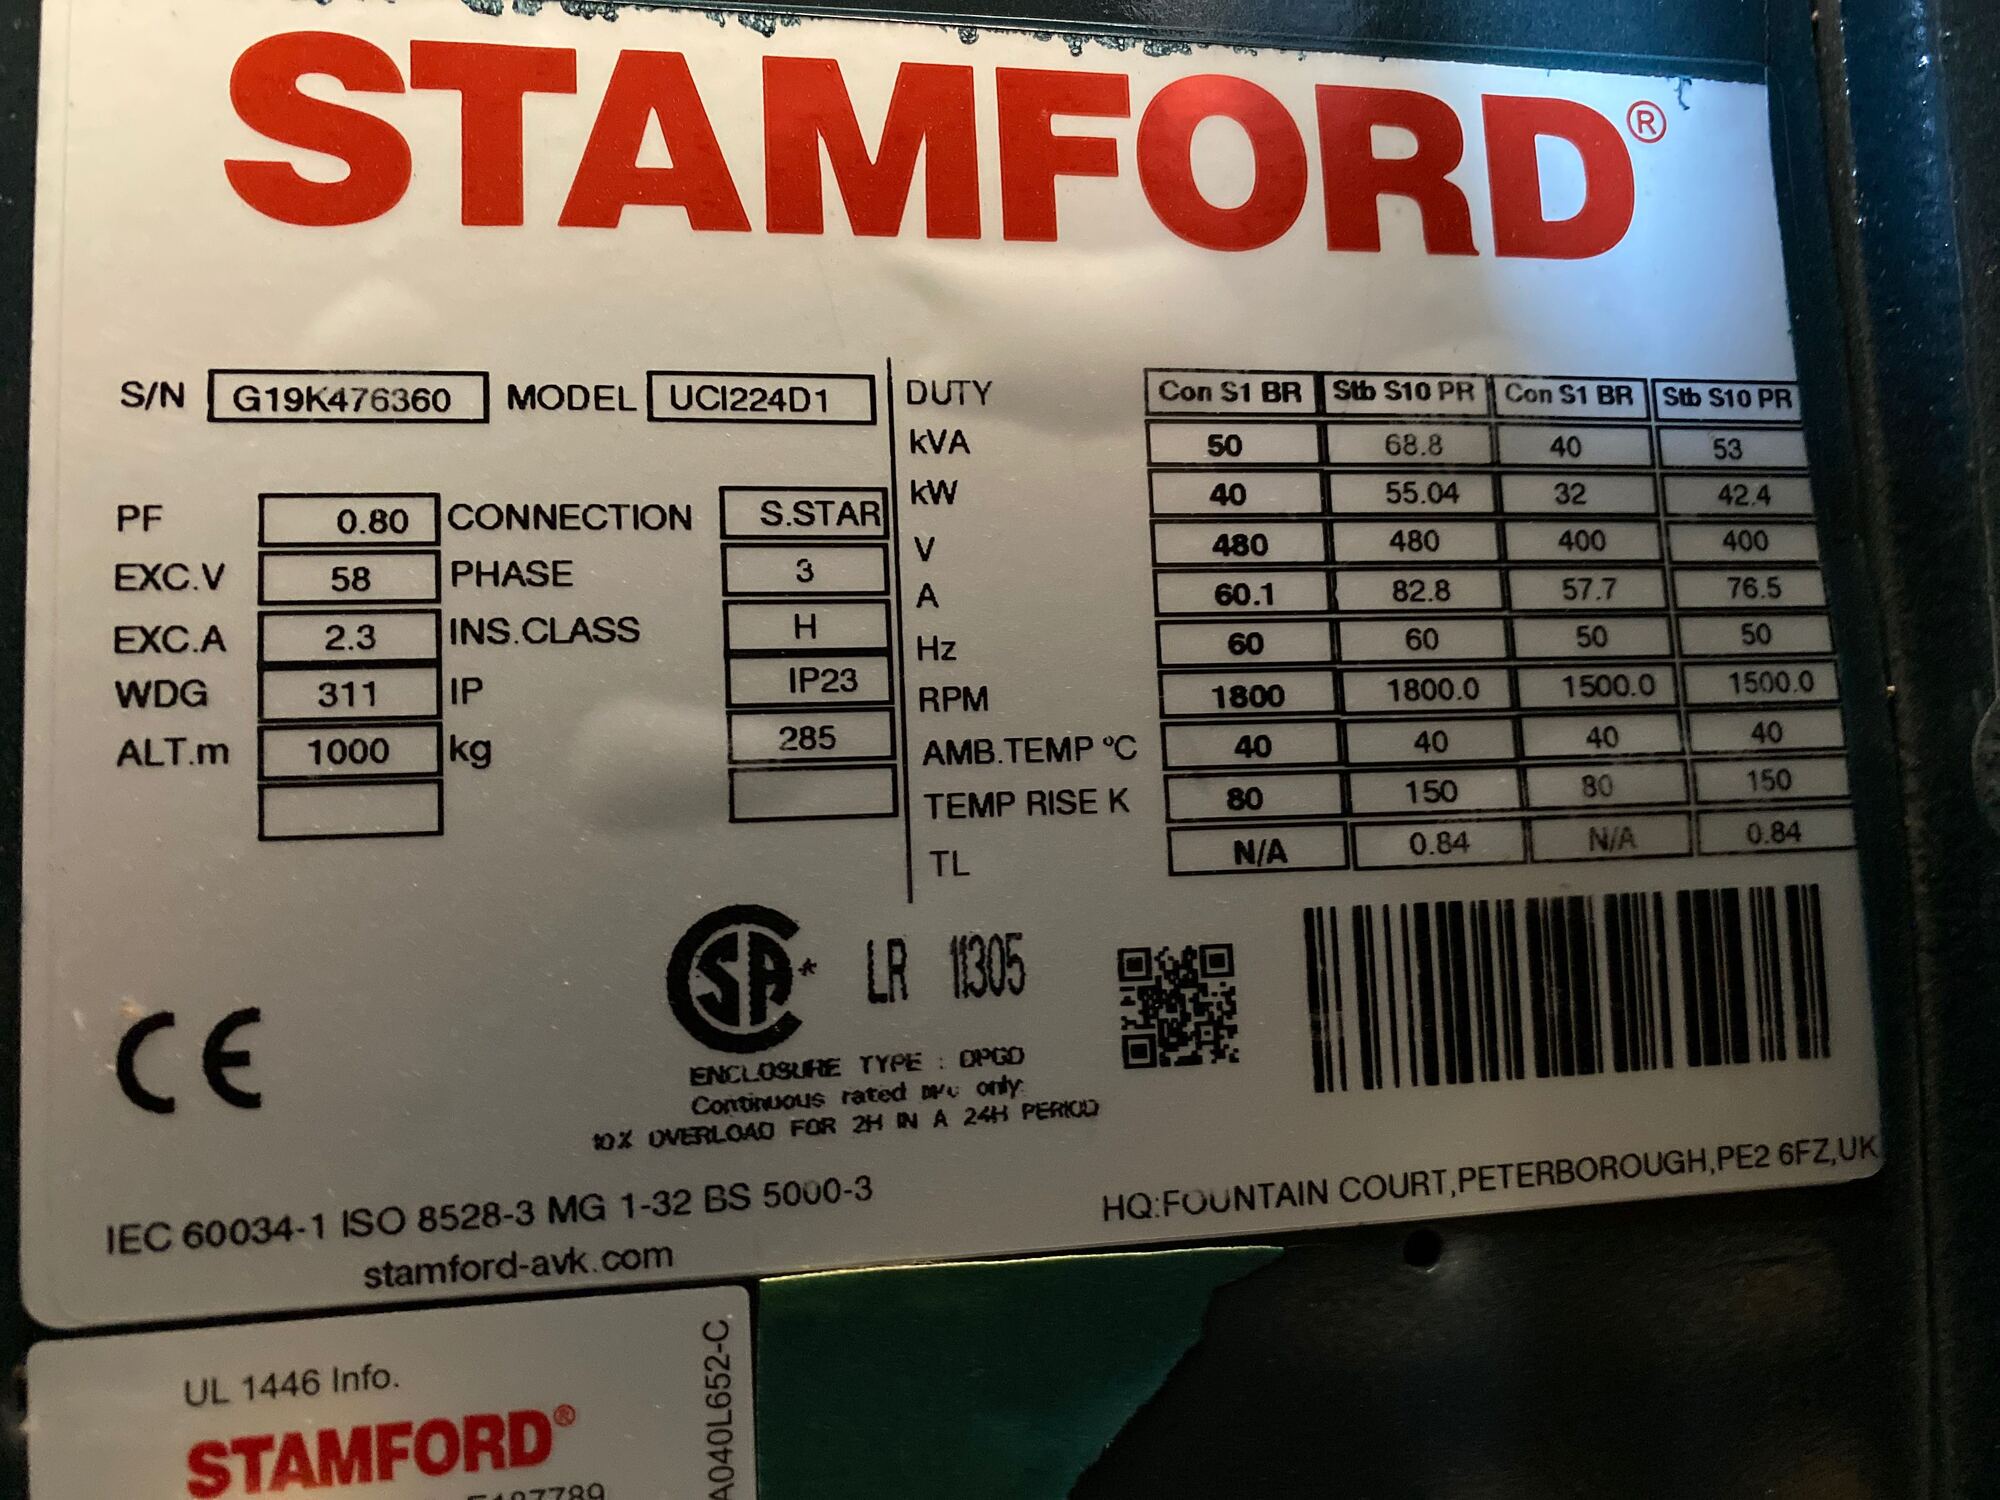 STAMFORD®
S/N G19K476360 MODEL UCI224D1
PF 0.80 CONNECTION S.STAR
EXC.V 58 PHASE 3
EXC.A 2.3 INS.CLASS H
WDG 311 IP IP23
ALT.m 1000 kg 285
DUTY Con S1 BR Stb S10 PR Con S1 BR Stb S10 PR
kVA 50 68.8 40 53
kW 40 55.04 32 42.4
V 480 480 400 400
A 60.1 82.8 57.7 76.5
Hz 60 60 50 50
RPM 1800 1800.0 1500.0 1500.0
AMB.TEMP ºC 40 40 40 40
TEMP RISE K 80 150 80 150
TL N/A 0.84 N/A 0.84
CE
SA* LR 11305
ENCLOSURE TYPE : DPGD
Continuous rated only
10% OVERLOAD FOR 2H IN A 24H PERIOD
IEC 60034-1 ISO 8528-3 MG 1-32 BS 5000-3
stamford-avk.com
HQ:FOUNTAIN COURT,PETERBOROUGH,PE2 6FZ,UK
UL 1446 Info.
STAMFORD®
A040L652-C